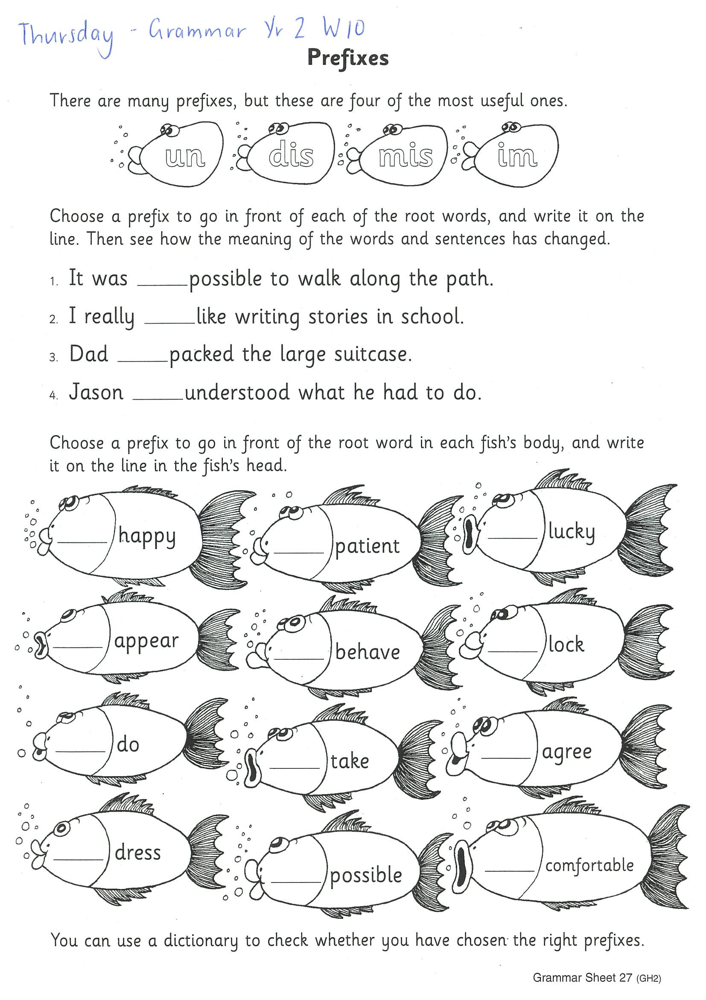 Thursday - Grammar Yr 2 W10
Prefixes
There are many prefixes, but these are four of the most useful ones.
un dis mis im
Choose a prefix to go in front of each of the root words, and write it on the
line. Then see how the meaning of the words and sentences has changed.
1. It was _____possible to walk along the path.
2. I really _____like writing stories in school.
3. Dad _____packed the large suitcase.
4. Jason _____understood what he had to do.
Choose a prefix to go in front of the root word in each fish's body, and write
it on the line in the fish's head.
_____ happy _____ patient _____ lucky
_____ appear _____ behave _____ lock
_____ do _____ take _____ agree
_____ dress _____ possible _____ comfortable
You can use a dictionary to check whether you have chosen the right prefixes.
Grammar Sheet 27 (GH2)